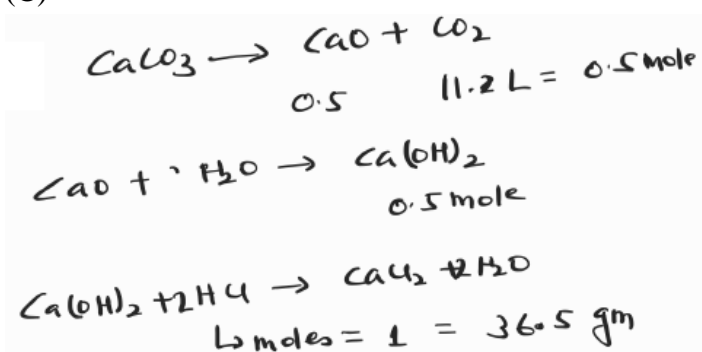 CaCO3 → CaO + CO2
0.5 11.2 L = 0.5 mole
CaO + H2O → Ca(OH)2
0.5 mole
Ca(OH)2 + 2HCl → CaCl2 + 2H2O
↳ moles = 1 = 36.5 gm